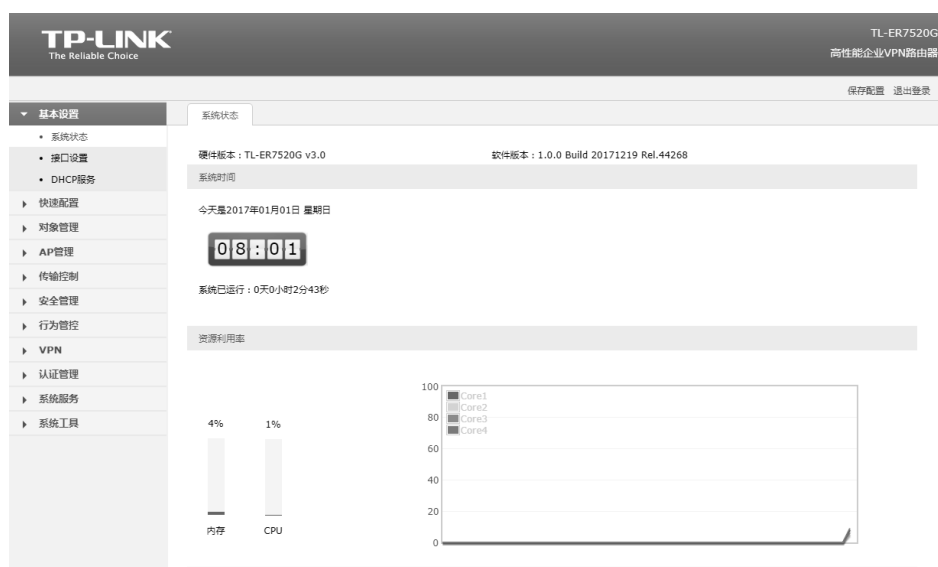 TP-LINK
The Reliable Choice
TL-ER7520G
高性能企业VPN路由器
保存配置 退出登录
基本设置
系统状态
接口设置
DHCP服务
快速配置
对象管理
AP管理
传输控制
安全管理
行为管控
VPN
认证管理
系统服务
系统工具
系统状态
硬件版本：TL-ER7520G v3.0
软件版本：1.0.0 Build 20171219 Rel.44268
系统时间
今天是2017年01月01日 星期日
08:01
系统已运行：0天0小时2分43秒
资源利用率
4% 1%
内存 CPU
100
80
60
40
20
0
Core1
Core2
Core3
Core4